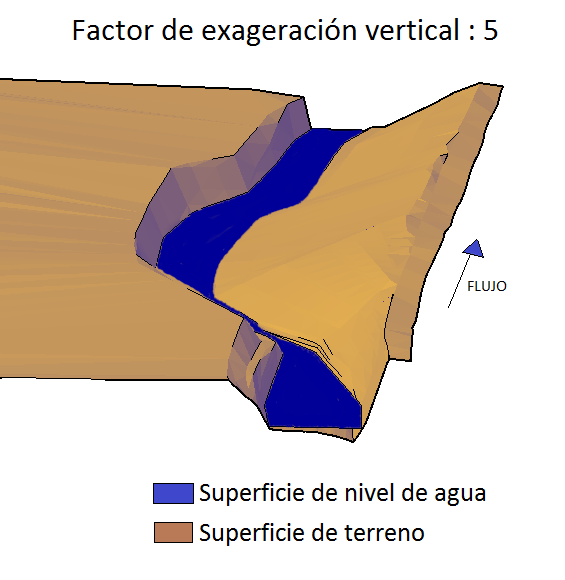 Factor de exageración vertical : 5
FLUJO
Superficie de nivel de agua
Superficie de terreno